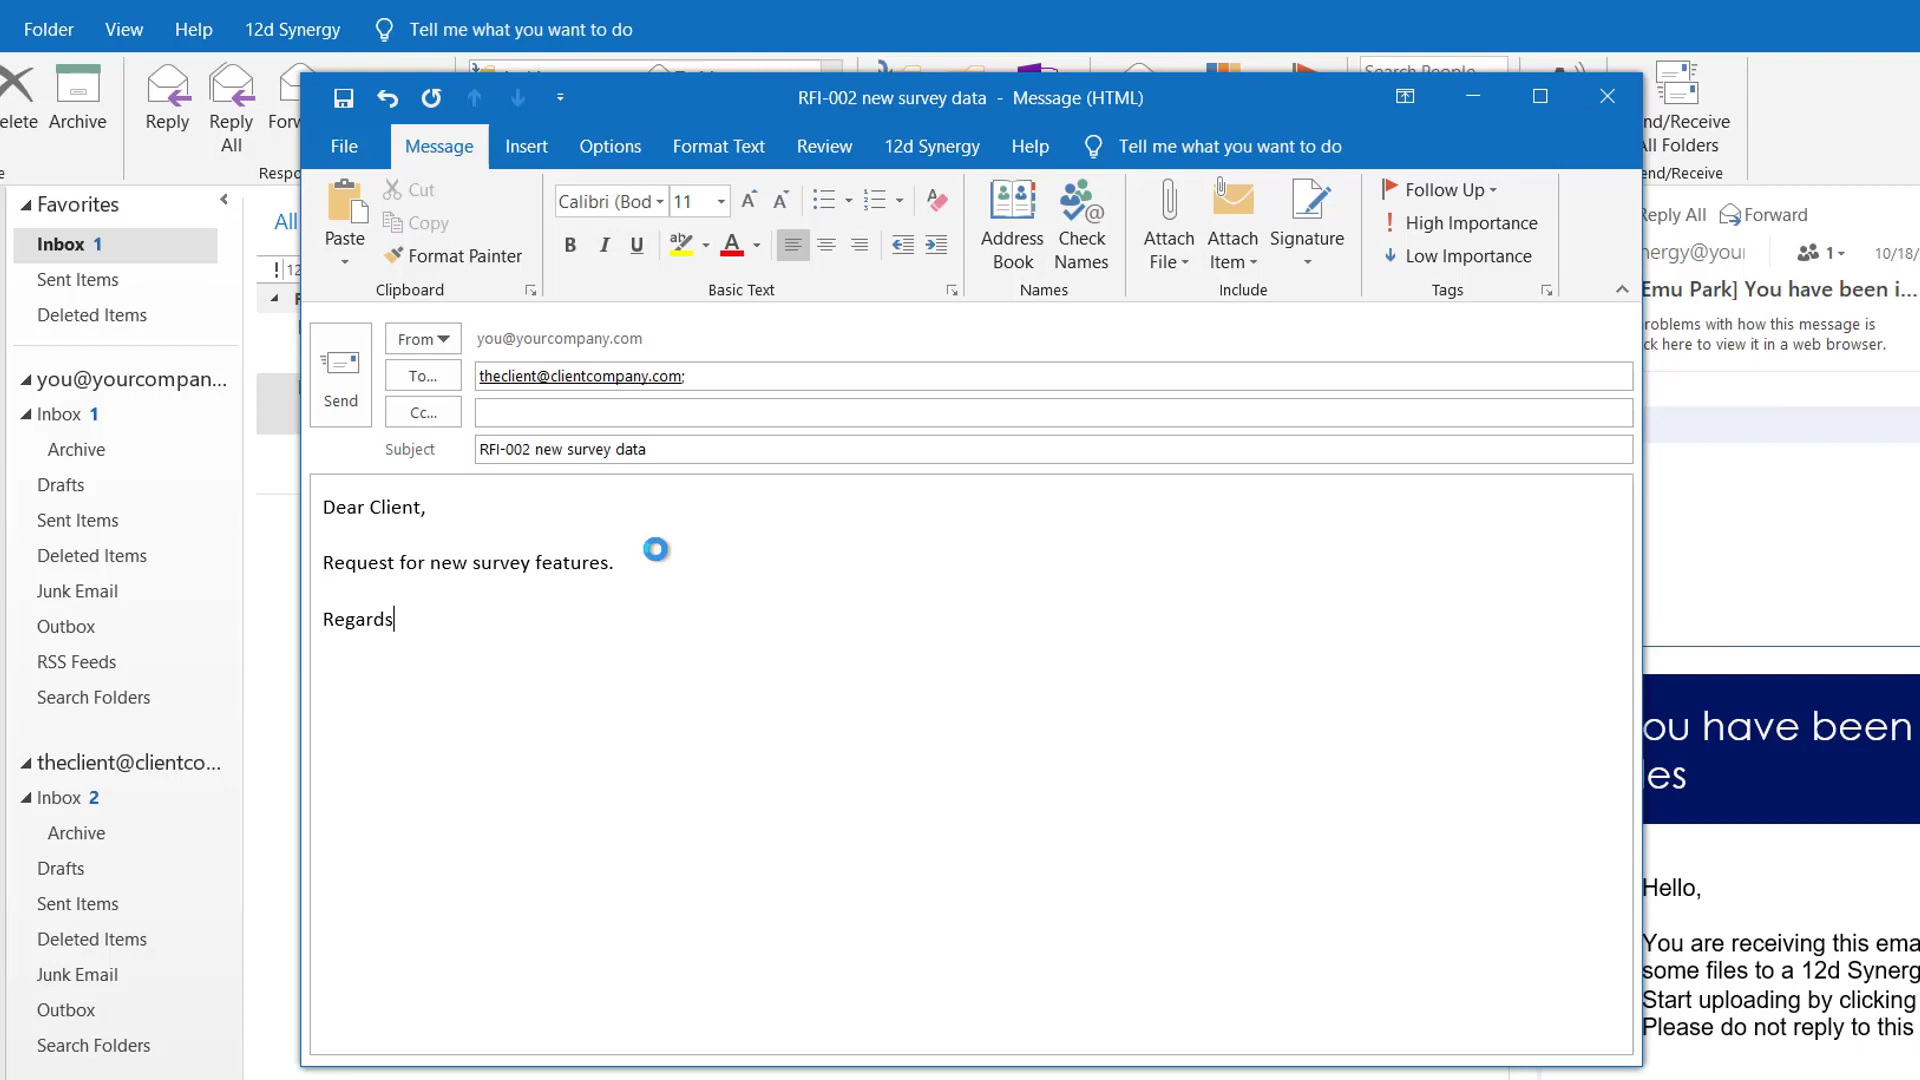 Folder View Help 12d Synergy Tell me what you want to do
elete Archive Reply Reply All
Respo
Search People
nd/Receive
ll Folders
end/Receive
RFI-002 new survey data - Message (HTML)
File Message Insert Options Format Text Review 12d Synergy Help Tell me what you want to do
Paste Cut Copy Format Painter
Clipboard
Calibri (Bod 11
B I U
Basic Text
Address Book Check Names
Names
Attach File Attach Item Signature
Include
Follow Up
High Importance
Low Importance
Tags
Favorites
Inbox 1
Sent Items
Deleted Items
you@yourcompan...
Inbox 1
Archive
Drafts
Sent Items
Deleted Items
Junk Email
Outbox
RSS Feeds
Search Folders
theclient@clientco...
Inbox 2
Archive
Drafts
Sent Items
Deleted Items
Junk Email
Outbox
Search Folders
All
Send
From you@yourcompany.com
To... theclient@clientcompany.com;
Cc...
Subject RFI-002 new survey data
Dear Client,
Request for new survey features.
Regards
Reply All Forward
nergy@you
1 10/18/
Emu Park] You have been i...
roblems with how this message is
ck here to view it in a web browser.
ou have been
les
Hello,
You are receiving this ema
some files to a 12d Synerg
Start uploading by clicking
Please do not reply to this